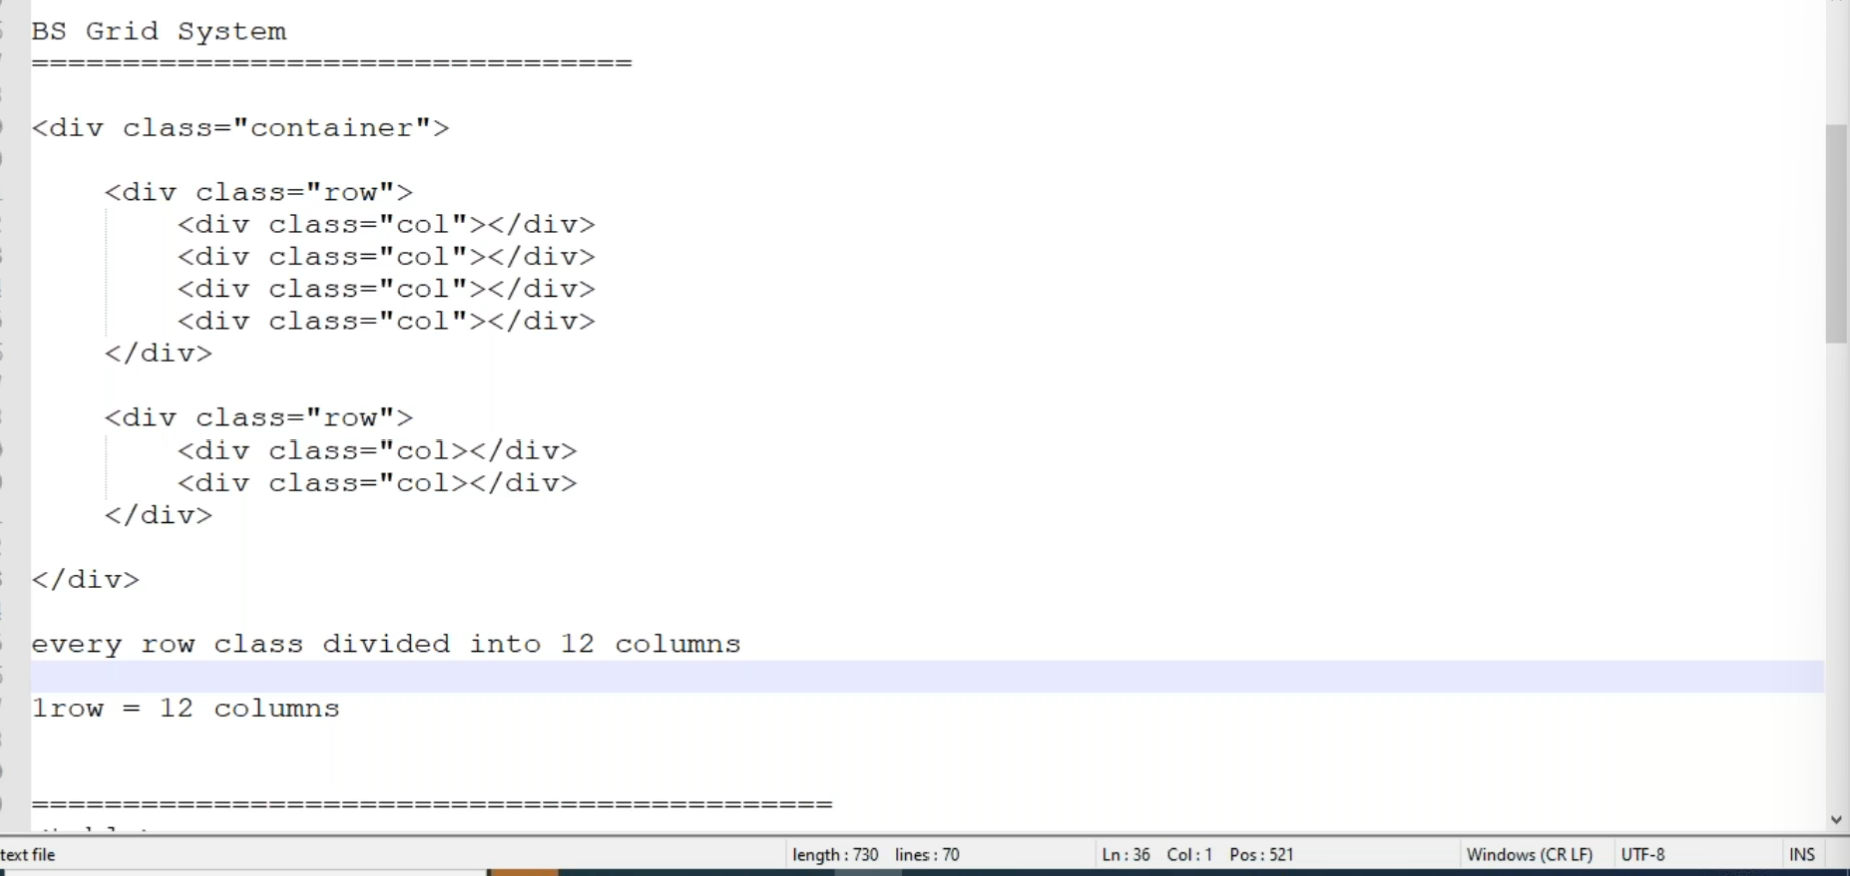 BS Grid System
=================================
<div class="container">
<div class="row">
<div class="col"></div>
<div class="col"></div>
<div class="col"></div>
<div class="col"></div>
</div>
<div class="row">
<div class="col></div>
<div class="col></div>
</div>
</div>
every row class divided into 12 columns
1row = 12 columns
============================================
text file length : 730 lines : 70 Ln : 36 Col : 1 Pos : 521 Windows (CR LF) UTF-8 INS